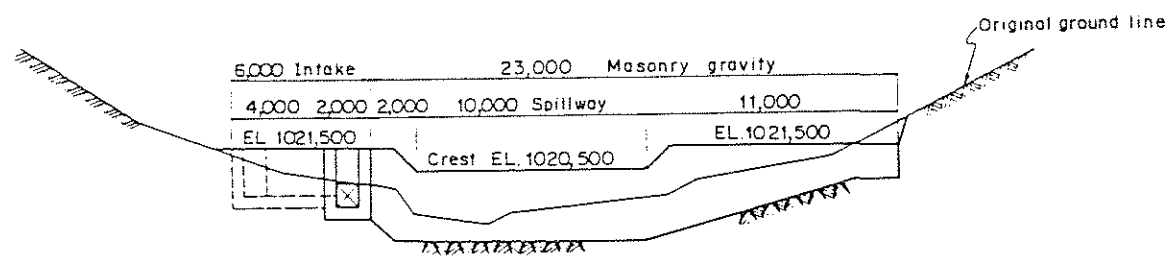 Original ground line
6,000 Intake 23,000 Masonry gravity
4,000 2,000 2,000 10,000 Spillway 11,000
EL 1021,500 EL.1021,500
Crest EL. 1020,500